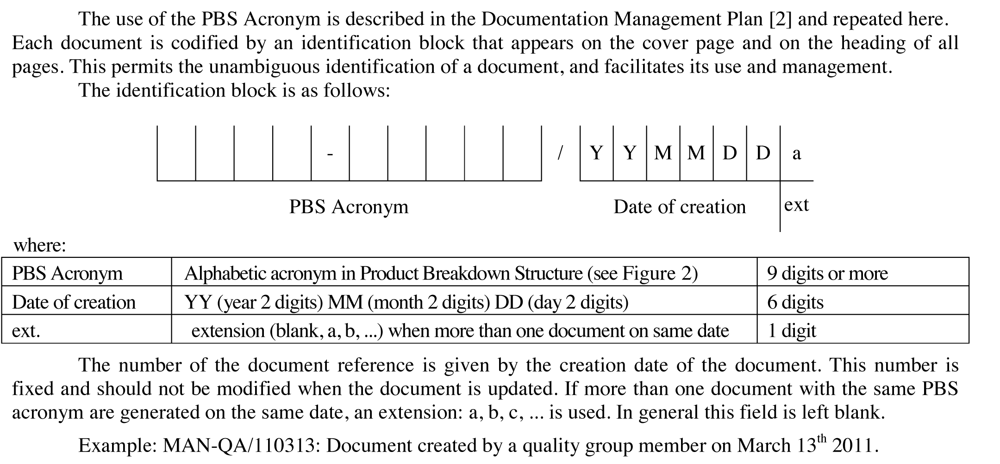 The use of the PBS Acronym is described in the Documentation Management Plan [2] and repeated here.
Each document is codified by an identification block that appears on the cover page and on the heading of all
pages. This permits the unambiguous identification of a document, and facilitates its use and management.
The identification block is as follows:
- / Y Y M M D D a
PBS Acronym Date of creation ext
where:
PBS Acronym Alphabetic acronym in Product Breakdown Structure (see Figure 2) 9 digits or more
Date of creation YY (year 2 digits) MM (month 2 digits) DD (day 2 digits) 6 digits
ext. extension (blank, a, b, ...) when more than one document on same date 1 digit
The number of the document reference is given by the creation date of the document. This number is
fixed and should not be modified when the document is updated. If more than one document with the same PBS
acronym are generated on the same date, an extension: a, b, c, ... is used. In general this field is left blank.
Example: MAN-QA/110313: Document created by a quality group member on March 13th 2011.